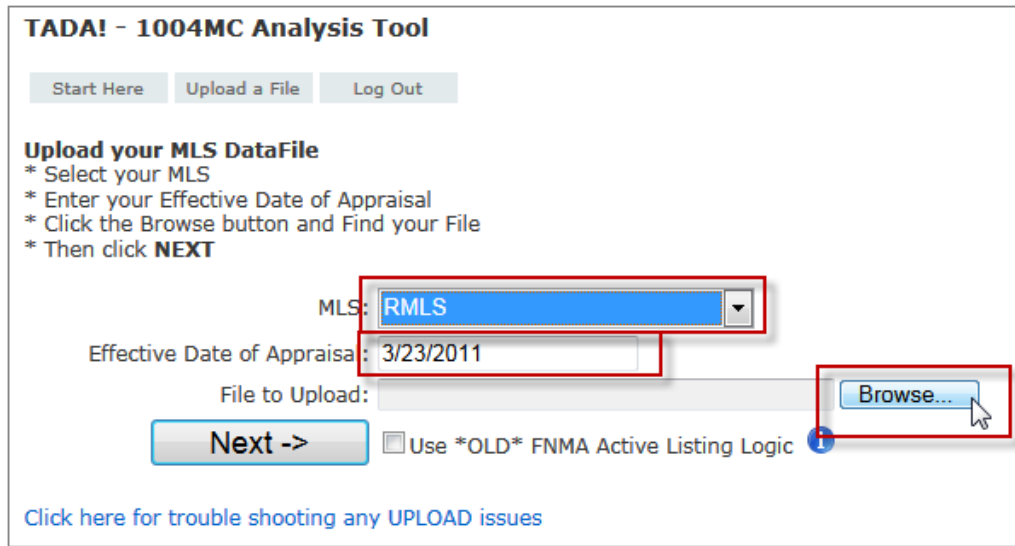 TADA! - 1004MC Analysis Tool
Start Here Upload a File Log Out
Upload your MLS DataFile
* Select your MLS
* Enter your Effective Date of Appraisal
* Click the Browse button and Find your File
* Then click NEXT
MLS: RMLS
Effective Date of Appraisal: 3/23/2011
File to Upload: Browse...
Next -> Use *OLD* FNMA Active Listing Logic i
Click here for trouble shooting any UPLOAD issues